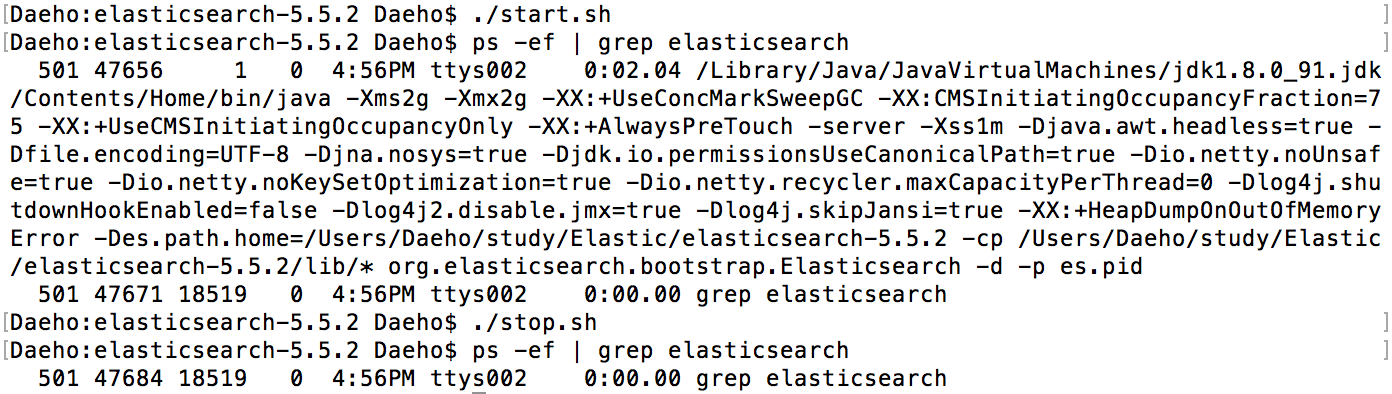 [Daeho:elasticsearch-5.5.2 Daeho$ ./start.sh ]
[Daeho:elasticsearch-5.5.2 Daeho$ ps -ef | grep elasticsearch ]
  501 47656     1   0  4:56PM ttys002    0:02.04 /Library/Java/JavaVirtualMachines/jdk1.8.0_91.jdk
/Contents/Home/bin/java -Xms2g -Xmx2g -XX:+UseConcMarkSweepGC -XX:CMSInitiatingOccupancyFraction=7
5 -XX:+UseCMSInitiatingOccupancyOnly -XX:+AlwaysPreTouch -server -Xss1m -Djava.awt.headless=true -
Dfile.encoding=UTF-8 -Djna.nosys=true -Djdk.io.permissionsUseCanonicalPath=true -Dio.netty.noUnsaf
e=true -Dio.netty.noKeySetOptimization=true -Dio.netty.recycler.maxCapacityPerThread=0 -Dlog4j.shu
tdownHookEnabled=false -Dlog4j2.disable.jmx=true -Dlog4j.skipJansi=true -XX:+HeapDumpOnOutOfMemory
Error -Des.path.home=/Users/Daeho/study/Elastic/elasticsearch-5.5.2 -cp /Users/Daeho/study/Elastic
/elasticsearch-5.5.2/lib/* org.elasticsearch.bootstrap.Elasticsearch -d -p es.pid
  501 47671 18519   0  4:56PM ttys002    0:00.00 grep elasticsearch
[Daeho:elasticsearch-5.5.2 Daeho$ ./stop.sh ]
[Daeho:elasticsearch-5.5.2 Daeho$ ps -ef | grep elasticsearch ]
  501 47684 18519   0  4:56PM ttys002    0:00.00 grep elasticsearch